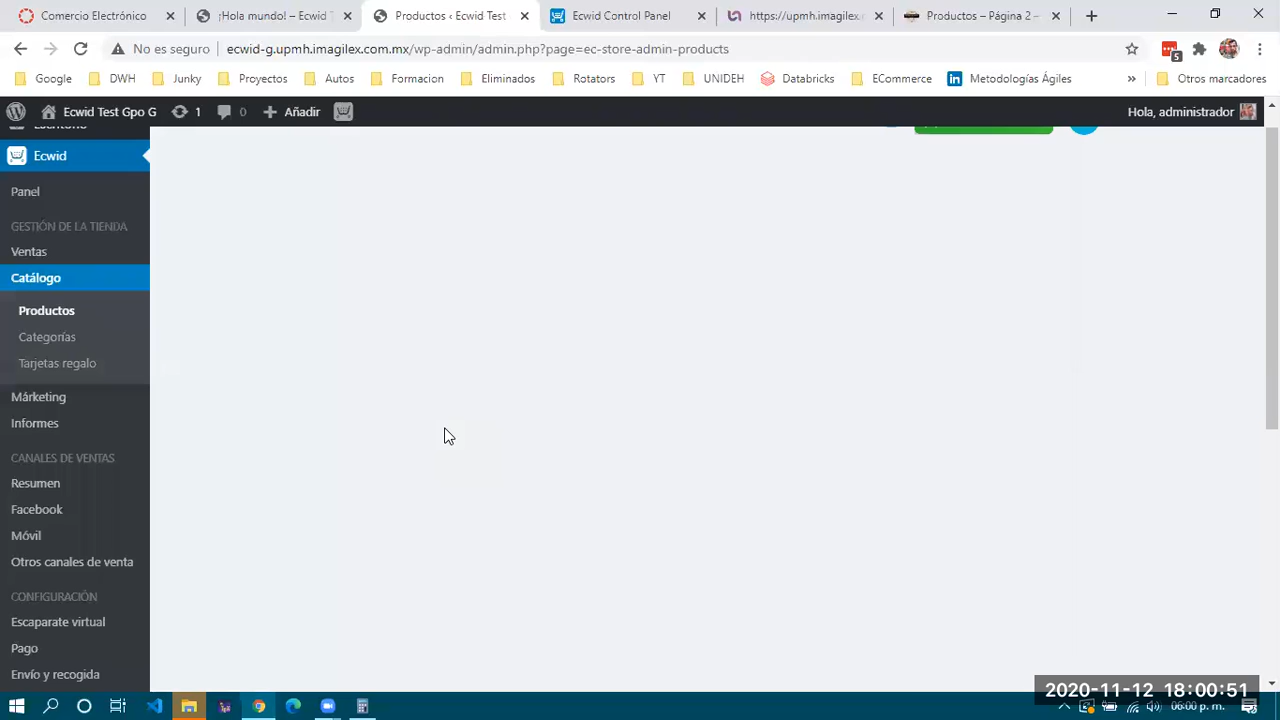 Comercio Electrónico
¡Hola mundo! – Ecwid T
Productos ‹ Ecwid Test
Ecwid Control Panel
https://upmh.imagilex.c
Productos – Página 2 –
No es seguro
ecwid-g.upmh.imagilex.com.mx/wp-admin/admin.php?page=ec-store-admin-products
5
Google
DWH
Junky
Proyectos
Autos
Formacion
Eliminados
Rotators
YT
UNIDEH
Databricks
ECommerce
Metodologías Ágiles
»
Otros marcadores
Ecwid Test Gpo G
1
0
Añadir
Hola, administrador
Escritorio
Ecwid
Panel
GESTIÓN DE LA TIENDA
Ventas
Catálogo
Productos
Categorías
Tarjetas regalo
Márketing
Informes
CANALES DE VENTAS
Resumen
Facebook
Móvil
Otros canales de venta
CONFIGURACIÓN
Escaparate virtual
Pago
Envío y recogida
2020-11-12 18:00:51
06:00 p. m.